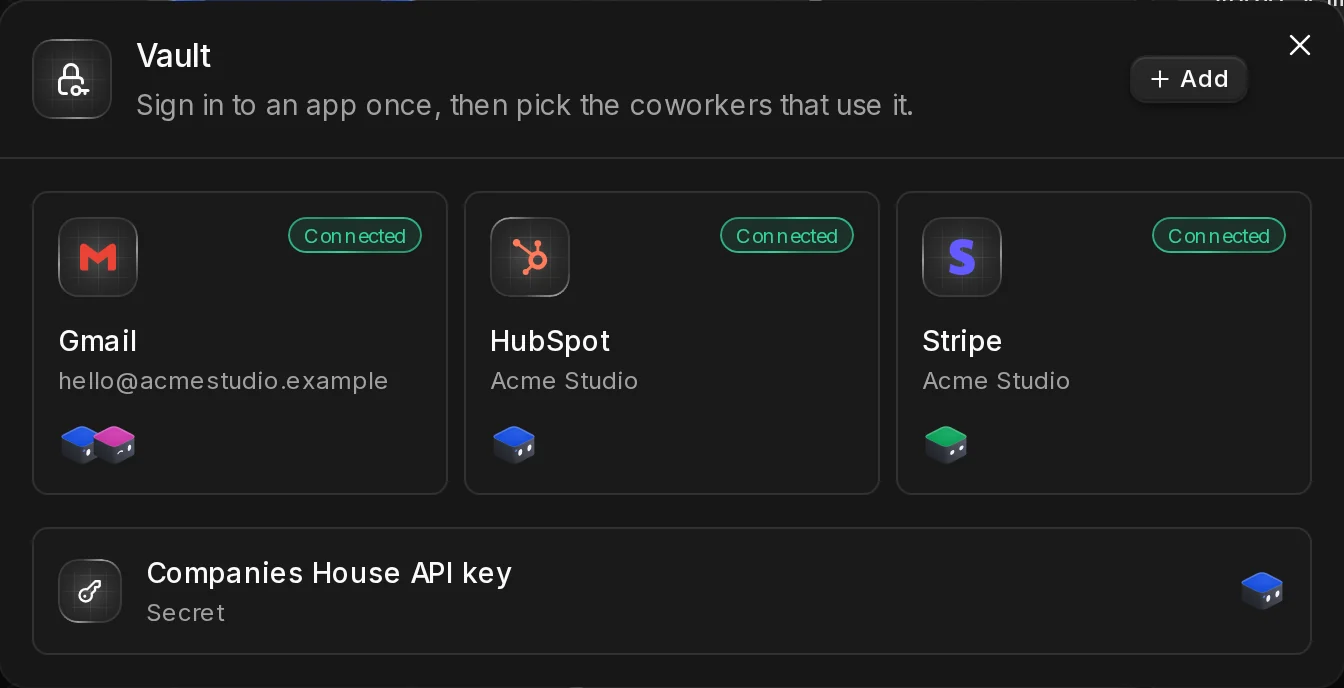 Vault
Sign in to an app once, then pick the coworkers that use it.
+ Add
Connected
Connected
Connected
Gmail
hello@acmestudio.example
HubSpot
Acme Studio
Stripe
Acme Studio
Companies House API key
Secret